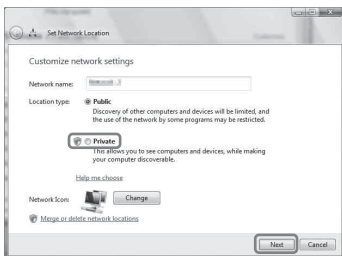 Set Network Location
Customize network settings
Network name:
Location type:
Public
Discovery of other computers and devices will be limited, and
the use of the network by some programs may be restricted.
Private
This allows you to see computers and devices, while making
your computer discoverable.
Help me choose
Network Icon:
Change
Merge or delete network locations
Next
Cancel